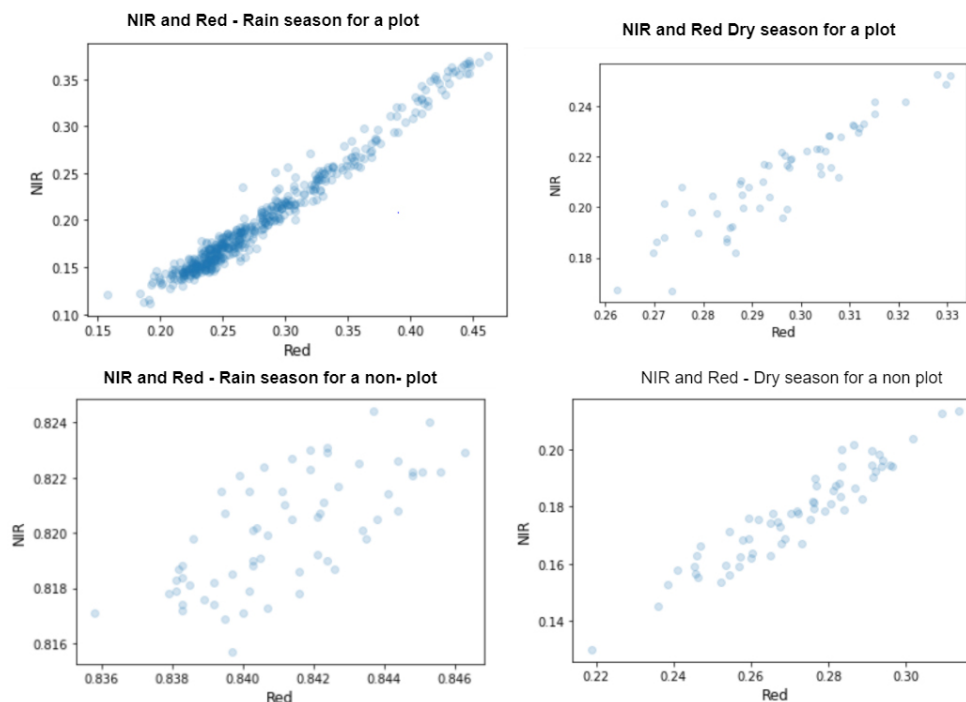 NIR and Red - Rain season for a plot
NIR
0.35
0.30
0.25
0.20
0.15
0.10
0.15 0.20 0.25 0.30 0.35 0.40 0.45
Red
NIR and Red Dry season for a plot
NIR
0.24
0.22
0.20
0.18
0.26 0.27 0.28 0.29 0.30 0.31 0.32 0.33
Red
NIR and Red - Rain season for a non- plot
NIR
0.824
0.822
0.820
0.818
0.816
0.836 0.838 0.840 0.842 0.844 0.846
Red
NIR and Red - Dry season for a non plot
NIR
0.20
0.18
0.16
0.14
0.22 0.24 0.26 0.28 0.30
Red